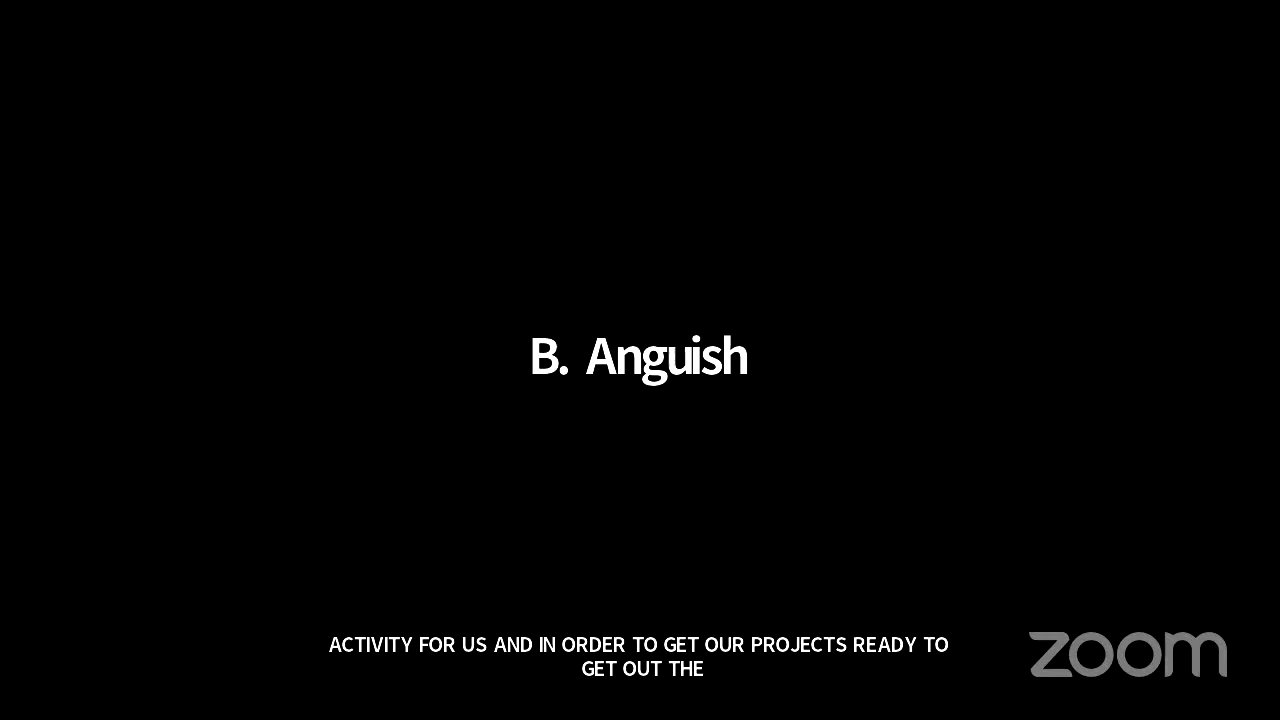 B. Anguish
ACTIVITY FOR US AND IN ORDER TO GET OUR PROJECTS READY TO
GET OUT THE
zoom